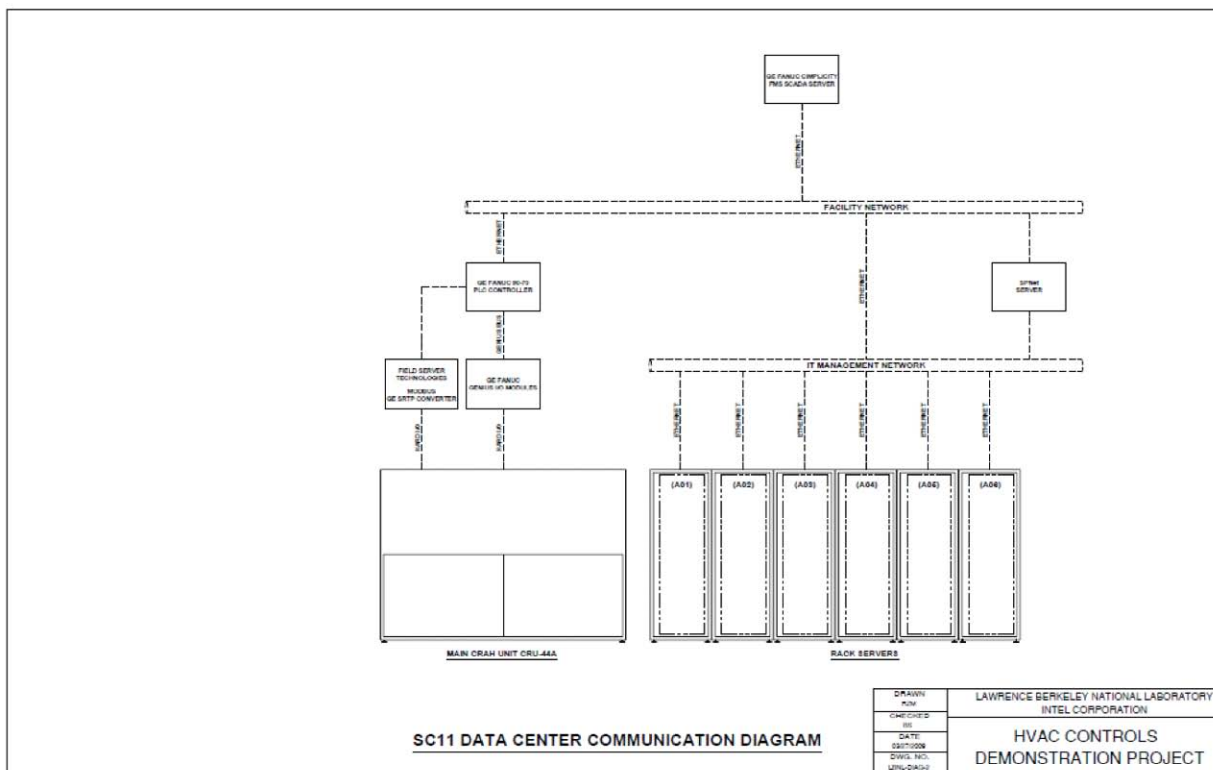 GE FANUC CIMPLICITY
FMS SCADA SERVER
ETHERNET
FACILITY NETWORK
ETHERNET
ETHERNET
GE FANUC 90-70
PLC CONTROLLER
SERVER
GENIUS BUS
IT MANAGEMENT NETWORK
FIELD SERVER
TECHNOLOGIES
MODBUS
GE SRTP CONVERTER
GE FANUC
GENIUS I/O MODULES
ETHERNET
ETHERNET
ETHERNET
ETHERNET
ETHERNET
ETHERNET
HARD I/O
HARD I/O
(A01)
(A02)
(A03)
(A04)
(A05)
(A06)
MAIN CRAH UNIT CRU-44A
RACK SERVERS
SC11 DATA CENTER COMMUNICATION DIAGRAM
DRAWN
CHECKED
DATE
DWG. NO.
LAWRENCE BERKELEY NATIONAL LABORATORY
INTEL CORPORATION
HVAC CONTROLS
DEMONSTRATION PROJECT